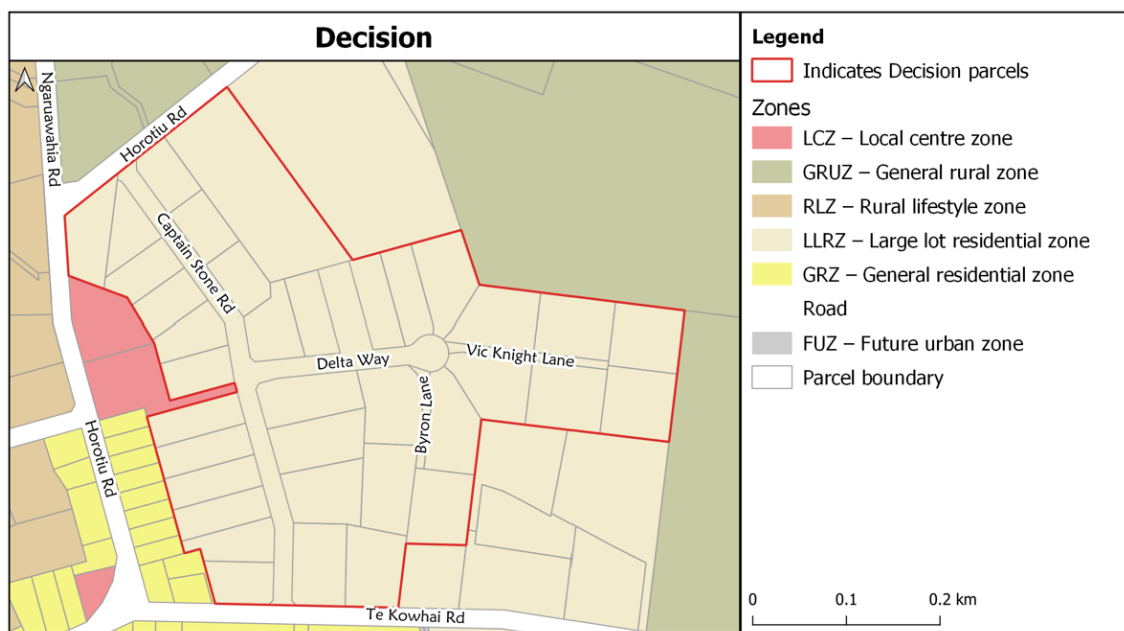 Decision
Ngaruawahia Rd
Horotiu Rd
Captain Stone Rd
Delta Way
Vic Knight Lane
Byron Lane
Horotiu Rd
Te Kowhai Rd
Legend
Indicates Decision parcels
Zones
LCZ – Local centre zone
GRUZ – General rural zone
RLZ – Rural lifestyle zone
LLRZ – Large lot residential zone
GRZ – General residential zone
Road
FUZ – Future urban zone
Parcel boundary
0 0.1 0.2 km